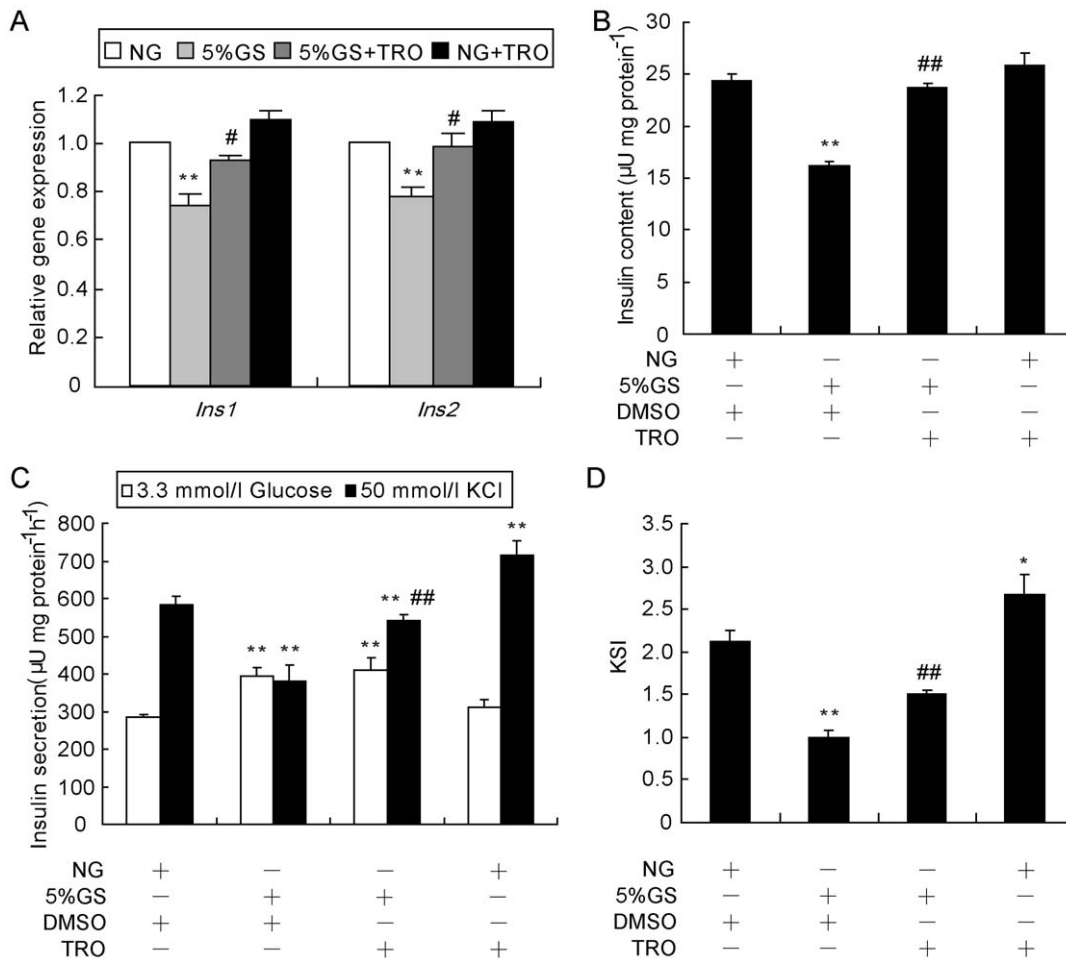 A
NG 5%GS 5%GS+TRO NG+TRO
Relative gene expression
1.2
1.0
0.8
0.6
0.4
0.2
0
** # ** #
Ins1 Ins2
B
Insulin content (µU mg protein⁻¹)
30
25
20
15
10
5
0
** ##
NG + — — +
5%GS — + + —
DMSO + + — —
TRO — — + +
C
3.3 mmol/l Glucose 50 mmol/l KCl
Insulin secretion( µU mg protein⁻¹h⁻¹)
800
700
600
500
400
300
200
100
0
** ** ** ** ## **
NG + — — +
5%GS — + + —
DMSO + + — —
TRO — — + +
D
KSI
3.5
3.0
2.5
2.0
1.5
1.0
0.5
0
** ## *
NG + — — +
5%GS — + + —
DMSO + + — —
TRO — — + +